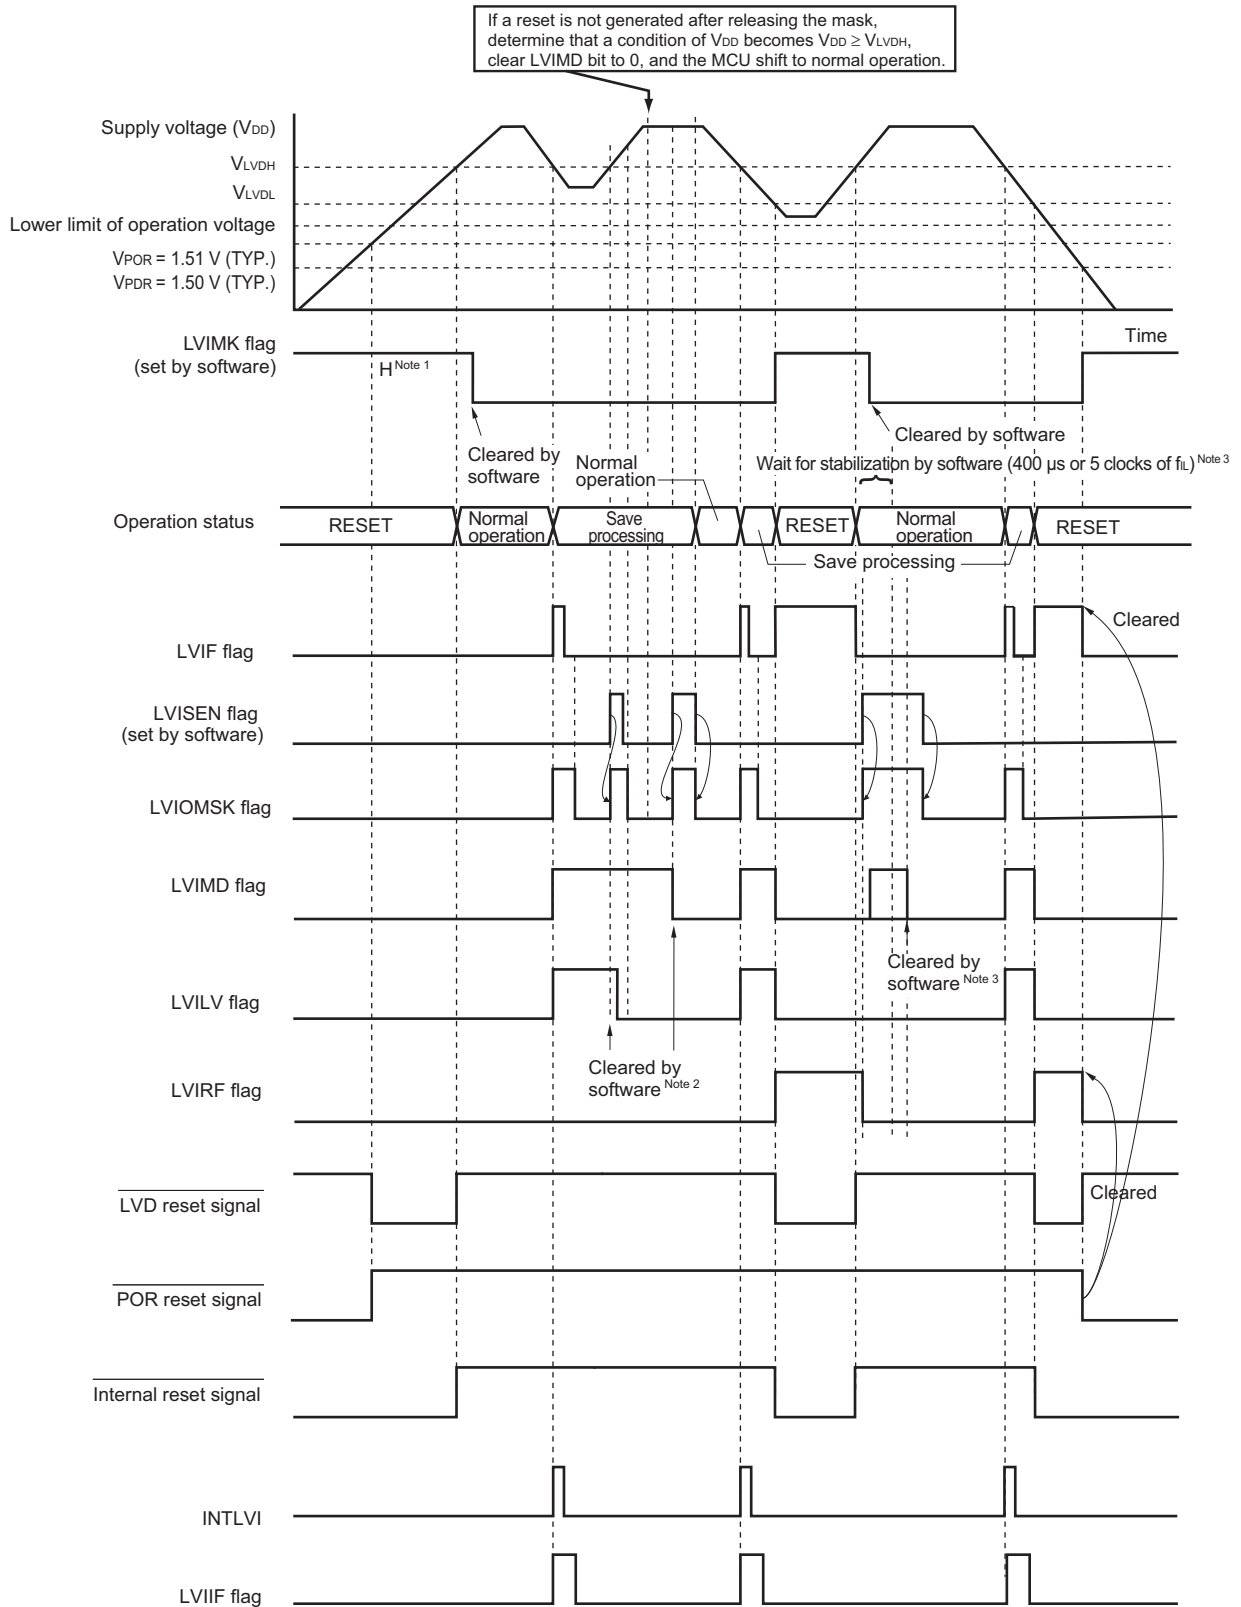 If a reset is not generated after releasing the mask,
determine that a condition of VDD becomes VDD ≥ VLVDH,
clear LVIMD bit to 0, and the MCU shift to normal operation.
Supply voltage (VDD)
VLVDH
VLVDL
Lower limit of operation voltage
VPOR = 1.51 V (TYP.)
VPDR = 1.50 V (TYP.)
Time
LVIMK flag
(set by software)
H Note 1
Cleared by
software
Cleared by software
Normal
operation
Wait for stabilization by software (400 μs or 5 clocks of fIL) Note 3
Operation status
RESET
Normal
operation
Save
processing
RESET
Normal
operation
RESET
Save processing
LVIF flag
Cleared
LVISEN flag
(set by software)
LVIOMSK flag
LVIMD flag
Cleared by
software Note 3
LVILV flag
Cleared by
software Note 2
LVIRF flag
LVD reset signal
Cleared
POR reset signal
Internal reset signal
INTLVI
LVIIF flag